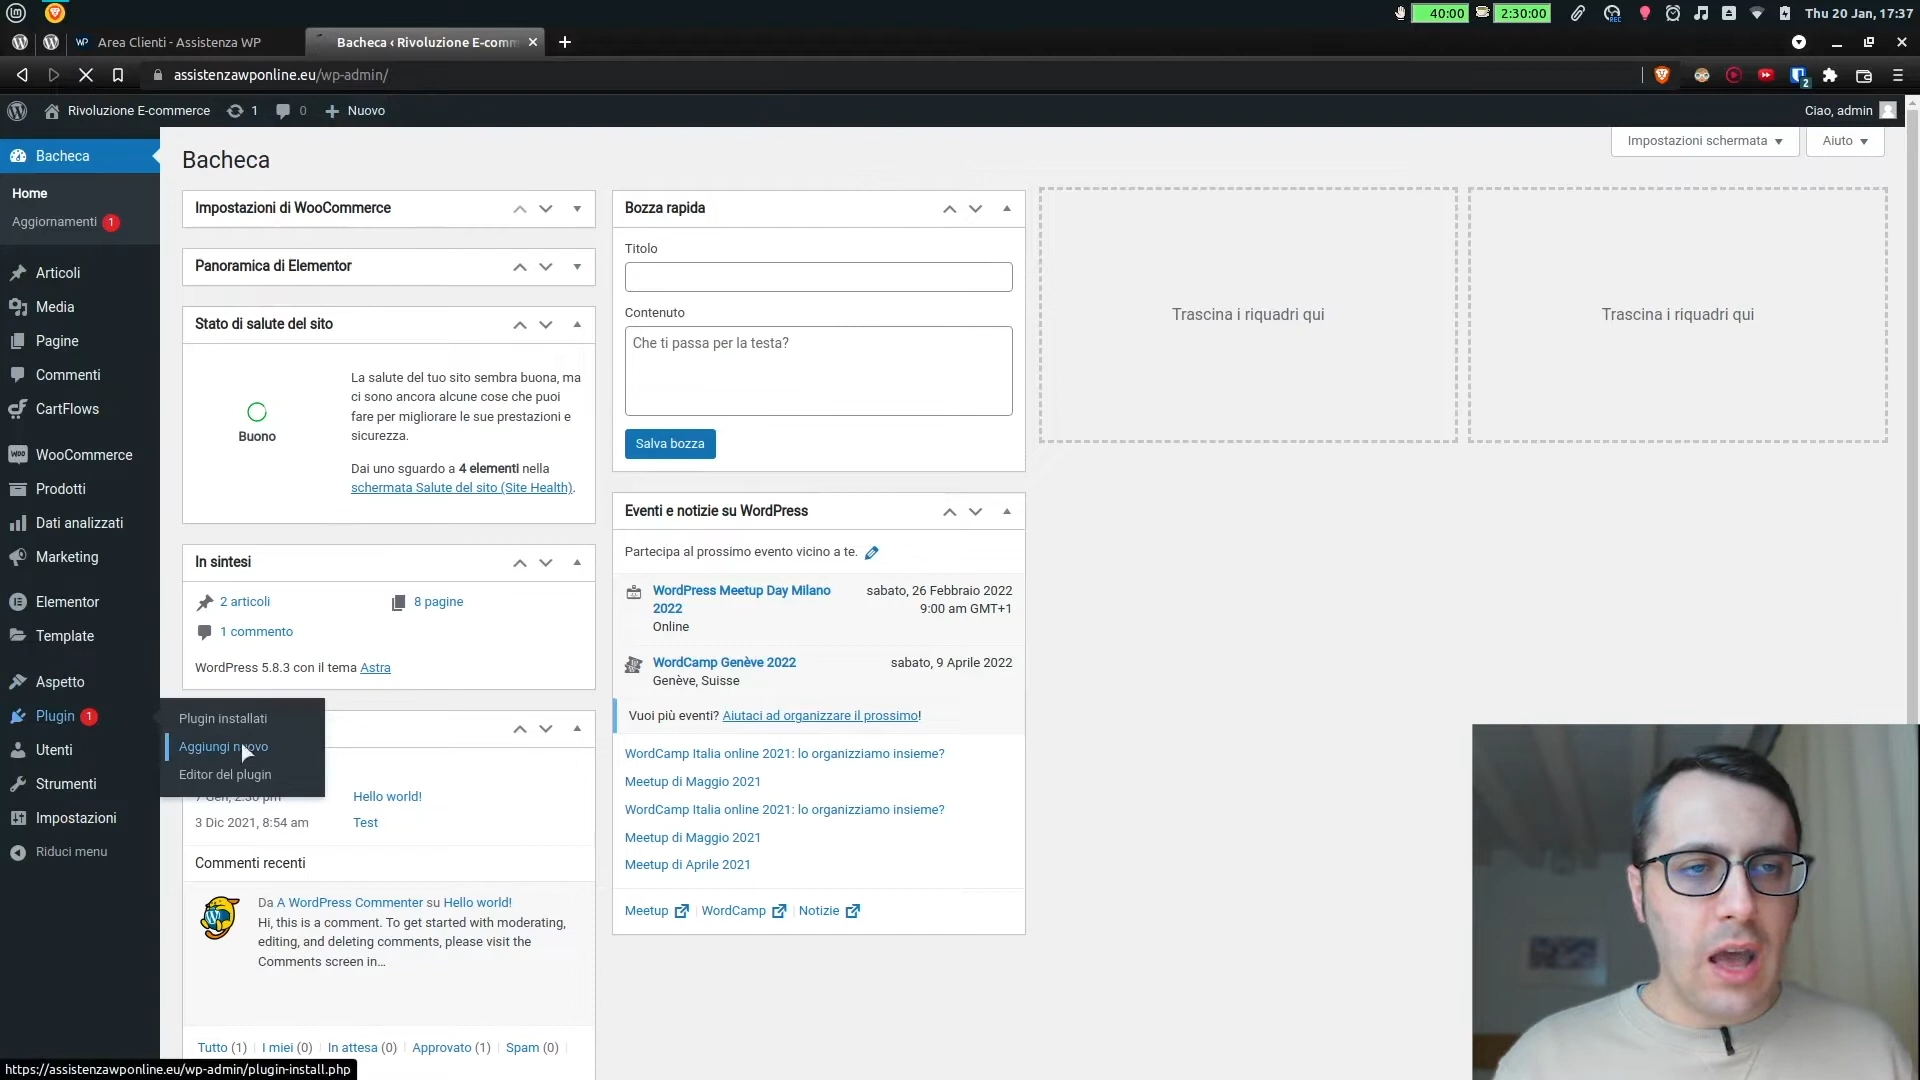 40:00
2:30:00
Thu 20 Jan, 17:37
Area Clienti - Assistenza WP
Bacheca ‹ Rivoluzione E-comm
assistenzawponline.eu/wp-admin/
2
Rivoluzione E-commerce
1
0
Nuovo
Ciao, admin
Bacheca
Home
Aggiornamenti 1
Articoli
Media
Pagine
Commenti
CartFlows
WooCommerce
Prodotti
Dati analizzati
Marketing
Elementor
Template
Aspetto
Plugin 1
Utenti
Strumenti
Impostazioni
Riduci menu
Plugin installati
Aggiungi nuovo
Editor del plugin
Impostazioni schermata
Aiuto
Bacheca
Impostazioni di WooCommerce
Panoramica di Elementor
Stato di salute del sito
Buono
La salute del tuo sito sembra buona, ma
ci sono ancora alcune cose che puoi
fare per migliorare le sue prestazioni e
sicurezza.
Dai uno sguardo a 4 elementi nella
schermata Salute del sito (Site Health).
In sintesi
2 articoli
8 pagine
1 commento
WordPress 5.8.3 con il tema Astra
7 Gen, 2:30 pm
Hello world!
3 Dic 2021, 8:54 am
Test
Commenti recenti
Da A WordPress Commenter su Hello world!
Hi, this is a comment. To get started with moderating,
editing, and deleting comments, please visit the
Comments screen in…
Tutto (1) | I miei (0) | In attesa (0) | Approvato (1) | Spam (0) |
Bozza rapida
Titolo
Contenuto
Che ti passa per la testa?
Salva bozza
Eventi e notizie su WordPress
Partecipa al prossimo evento vicino a te.
WordPress Meetup Day Milano
2022
Online
sabato, 26 Febbraio 2022
9:00 am GMT+1
WordCamp Genève 2022
Genève, Suisse
sabato, 9 Aprile 2022
Vuoi più eventi? Aiutaci ad organizzare il prossimo!
WordCamp Italia online 2021: lo organizziamo insieme?
Meetup di Maggio 2021
WordCamp Italia online 2021: lo organizziamo insieme?
Meetup di Maggio 2021
Meetup di Aprile 2021
Meetup | WordCamp | Notizie
Trascina i riquadri qui
Trascina i riquadri qui
https://assistenzawponline.eu/wp-admin/plugin-install.php